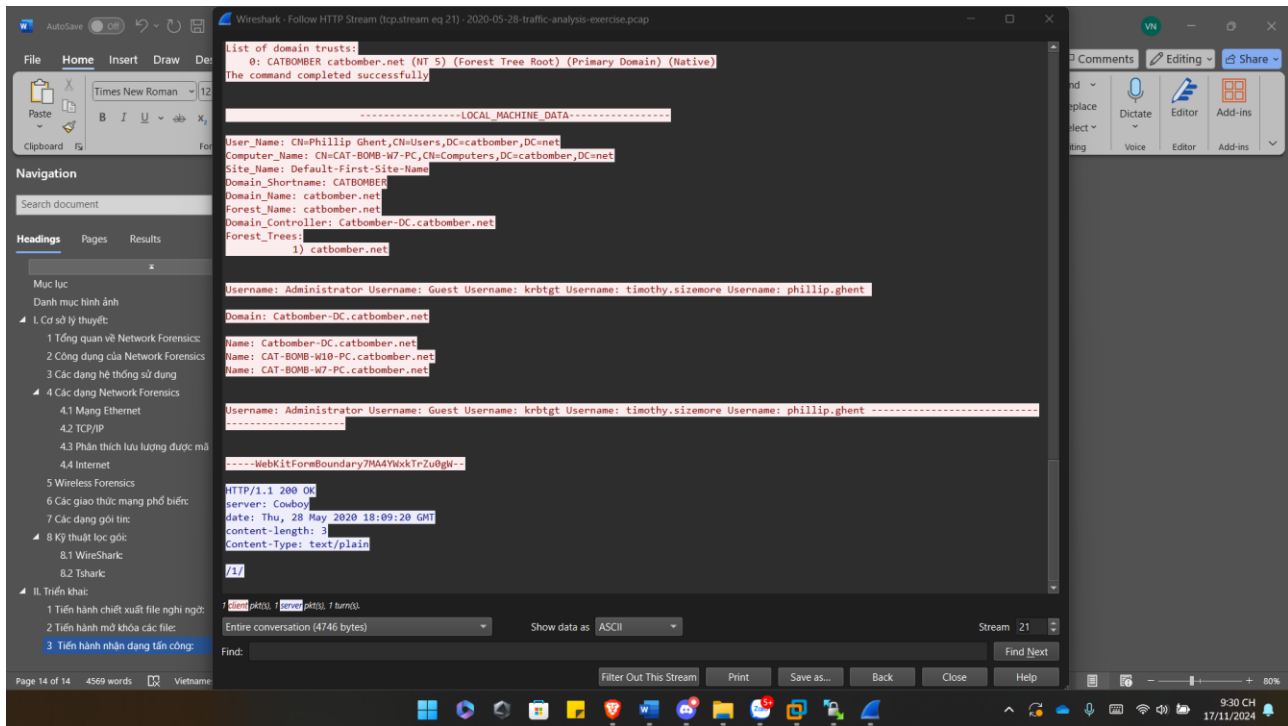 AutoSave Off
File Home Insert Draw
Paste
Clipboard
Times New Roman 12
B I U ab x₂
Navigation
Search document
Headings Pages Results
Mục lục
Danh mục hình ảnh
I. Cơ sở lý thuyết:
1 Tổng quan về Network Forensics:
2 Công dụng của Network Forensics
3 Các dạng hệ thống sử dụng
4 Các dạng Network Forensics
4.1 Mạng Ethernet
4.2 TCP/IP
4.3 Phân thích lưu lượng được mã
4.4 Internet
5 Wireless Forensics
6 Các giao thức mạng phổ biến:
7 Các dạng gói tin:
8 Kỹ thuật lọc gói:
8.1 WireShark:
8.2 Tshark:
II. Triển khai:
1 Tiến hành chiết xuất file nghi ngờ:
2 Tiến hành mở khóa các file:
3 Tiến hành nhận dạng tấn công:
Page 14 of 14 4569 words Vietname
Wireshark - Follow HTTP Stream (tcp.stream eq 21) - 2020-05-28-traffic-analysis-exercise.pcap
List of domain trusts:
0: CATBOMBER catbomber.net (NT 5) (Forest Tree Root) (Primary Domain) (Native)
The command completed successfully
-----------------LOCAL_MACHINE_DATA-----------------
User_Name: CN=Phillip Ghent,CN=Users,DC=catbomber,DC=net
Computer_Name: CN=CAT-BOMB-W7-PC,CN=Computers,DC=catbomber,DC=net
Site_Name: Default-First-Site-Name
Domain_Shortname: CATBOMBER
Domain_Name: catbomber.net
Forest_Name: catbomber.net
Domain_Controller: Catbomber-DC.catbomber.net
Forest_Trees:
1) catbomber.net
Username: Administrator Username: Guest Username: krbtgt Username: timothy.sizemore Username: phillip.ghent
Domain: Catbomber-DC.catbomber.net
Name: Catbomber-DC.catbomber.net
Name: CAT-BOMB-W10-PC.catbomber.net
Name: CAT-BOMB-W7-PC.catbomber.net
Username: Administrator Username: Guest Username: krbtgt Username: timothy.sizemore Username: phillip.ghent ----------------------------
--------------------
-----WebKitFormBoundary7MA4YWxkTrZu0gW--
HTTP/1.1 200 OK
server: Cowboy
date: Thu, 28 May 2020 18:09:20 GMT
content-length: 3
Content-Type: text/plain
/1/
1 client pkt(s), 1 server pkt(s), 1 turn(s).
Entire conversation (4746 bytes) Show data as ASCII Stream 21
Find: Find Next
Filter Out This Stream Print Save as... Back Close Help
VN
Comments Editing Share
Dictate Editor Add-ins
Voice Editor Add-ins
80%
9:30 CH
17/11/2024